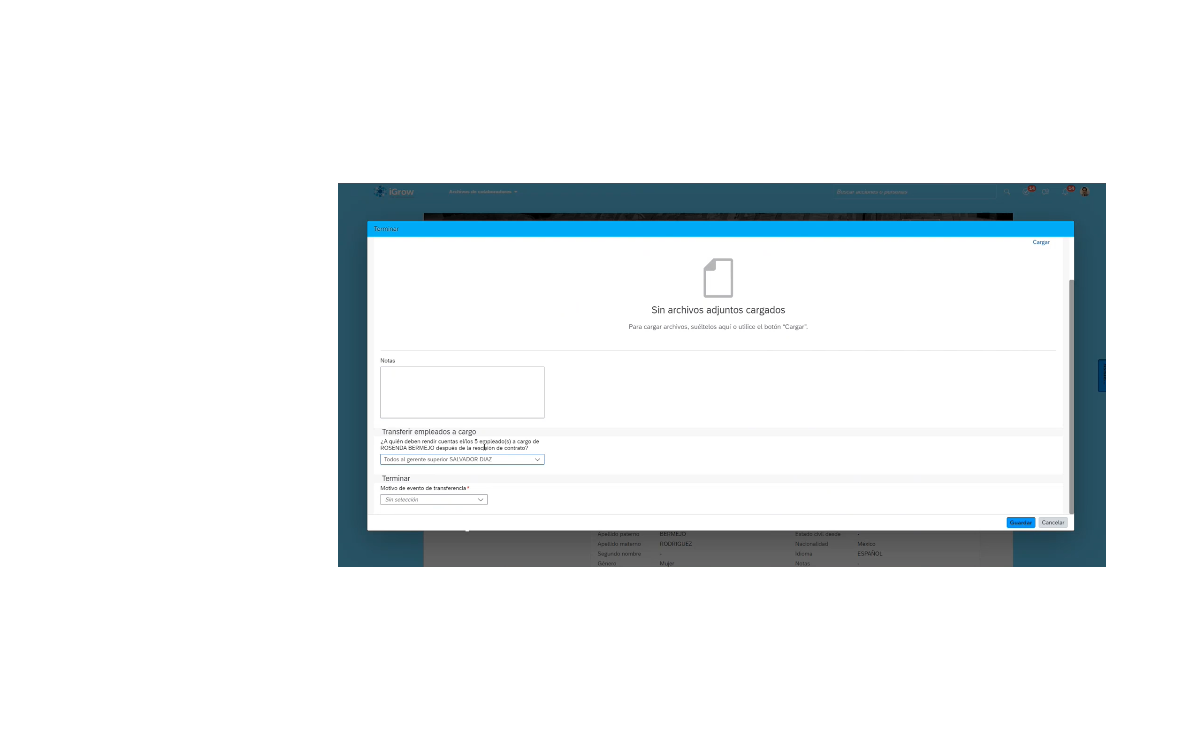 iGrow
Buscar acciones o personas
Terminar
Cargar
Sin archivos adjuntos cargados
Para cargar archivos, suéltelos aquí o utilice el botón "Cargar".
Notas
Transferir empleados a cargo
¿A quién deben rendir cuentas el/los 5 empleado(s) a cargo de
ROSENDA BERMEJO despues de la rescisión de contrato?
Todos al gerente superior SALVADOR DIAZ
Terminar
Motivo de evento de transferencia*
Sin selección
Guardar Cancelar
Apellido paterno BERMEJO Estado civil desde -
Apellido materno RODRIGUEZ Nacionalidad México
Segundo nombre - Idioma ESPAÑOL
Género Mujer Notas